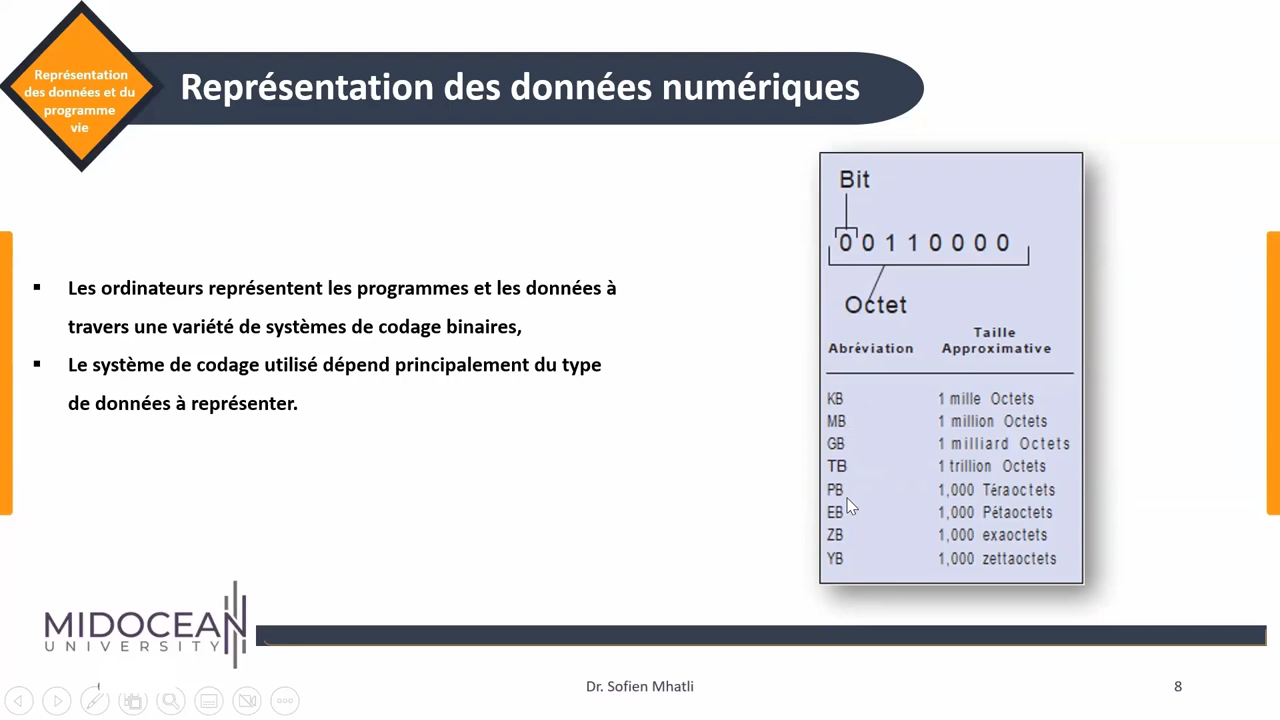 Représentation
des données et du
programme
vie
Représentation des données numériques
▪ Les ordinateurs représentent les programmes et les données à
travers une variété de systèmes de codage binaires,
▪ Le système de codage utilisé dépend principalement du type
de données à représenter.
Bit
0 0 1 1 0 0 0 0
Octet
Abréviation Taille Approximative
KB 1 mille Octets
MB 1 million Octets
GB 1 milliard Octets
TB 1 trillion Octets
PB 1,000 Téraoctets
EB 1,000 Pétaoctets
ZB 1,000 exaoctets
YB 1,000 zettaoctets
MIDOCEAN
UNIVERSITY
Dr. Sofien Mhatli
8